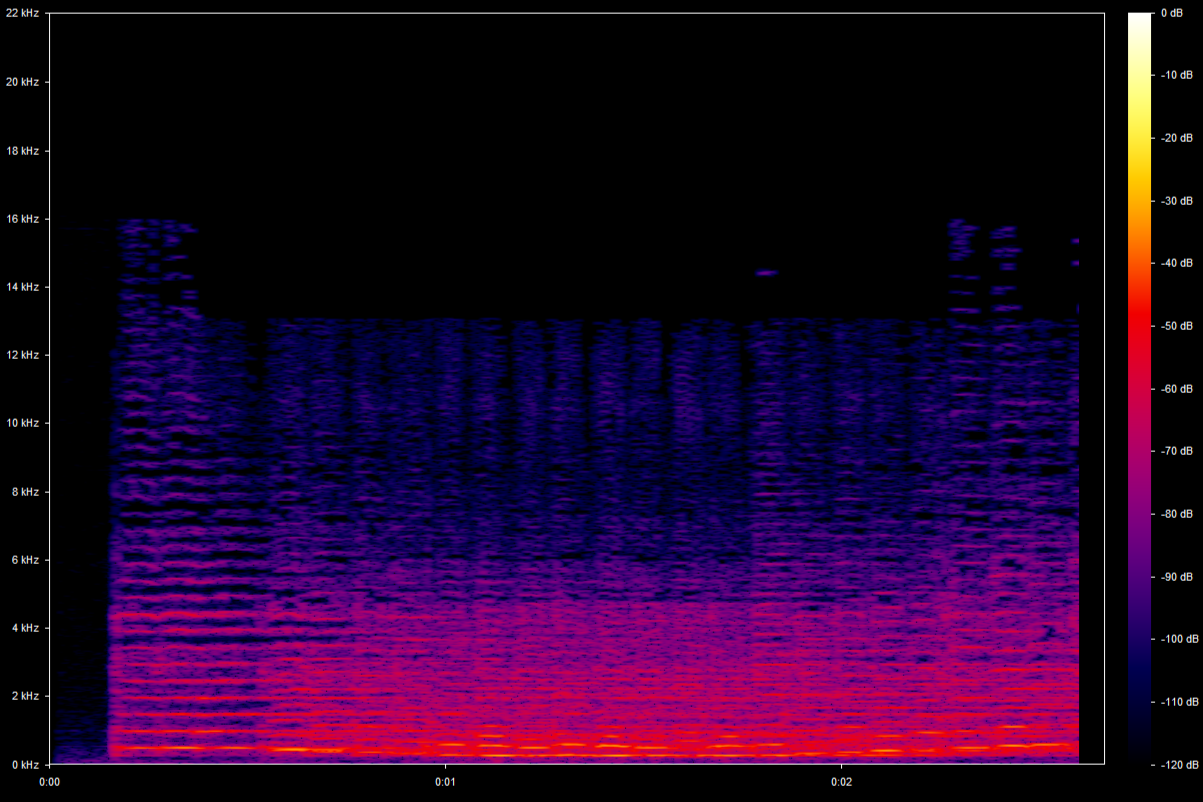 22 kHz
20 kHz
18 kHz
16 kHz
14 kHz
12 kHz
10 kHz
8 kHz
6 kHz
4 kHz
2 kHz
0 kHz
0:00
0:01
0:02
0 dB
-10 dB
-20 dB
-30 dB
-40 dB
-50 dB
-60 dB
-70 dB
-80 dB
-90 dB
-100 dB
-110 dB
-120 dB